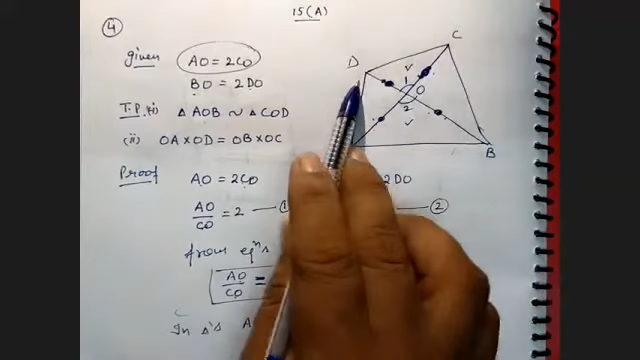 15(A)
④
given AO = 2CO
BO = 2DO
T.P. (i) △AOB ~ △COD
(ii) OA×OD = OB×OC
Proof AO = 2CO 2DO
AO/CO = 2 — ②
from eqⁿs
AO/CO =
In △'s A
D
C
B
O
1
2